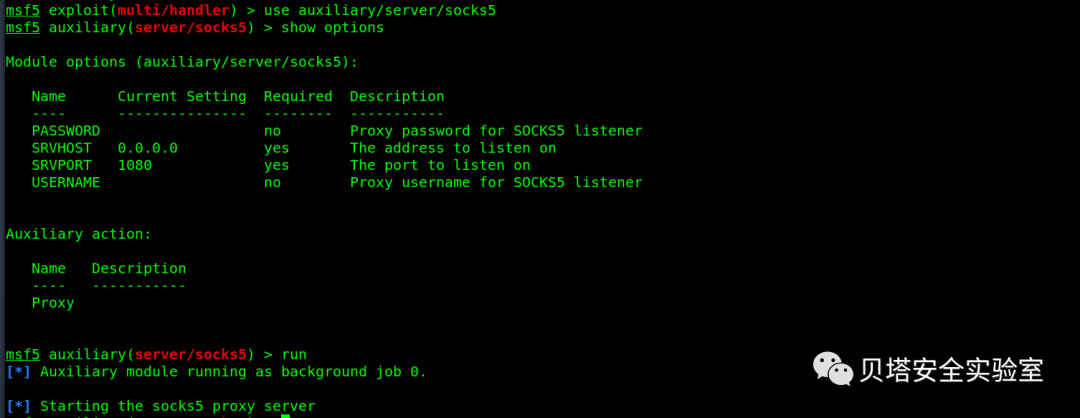 msf5 exploit(multi/handler) > use auxiliary/server/socks5
msf5 auxiliary(server/socks5) > show options
Module options (auxiliary/server/socks5):
Name Current Setting Required Description
---- --------------- -------- -----------
PASSWORD no Proxy password for SOCKS5 listener
SRVHOST 0.0.0.0 yes The address to listen on
SRVPORT 1080 yes The port to listen on
USERNAME no Proxy username for SOCKS5 listener
Auxiliary action:
Name Description
---- -----------
Proxy
msf5 auxiliary(server/socks5) > run
[*] Auxiliary module running as background job 0.
贝塔安全实验室
[*] Starting the socks5 proxy server